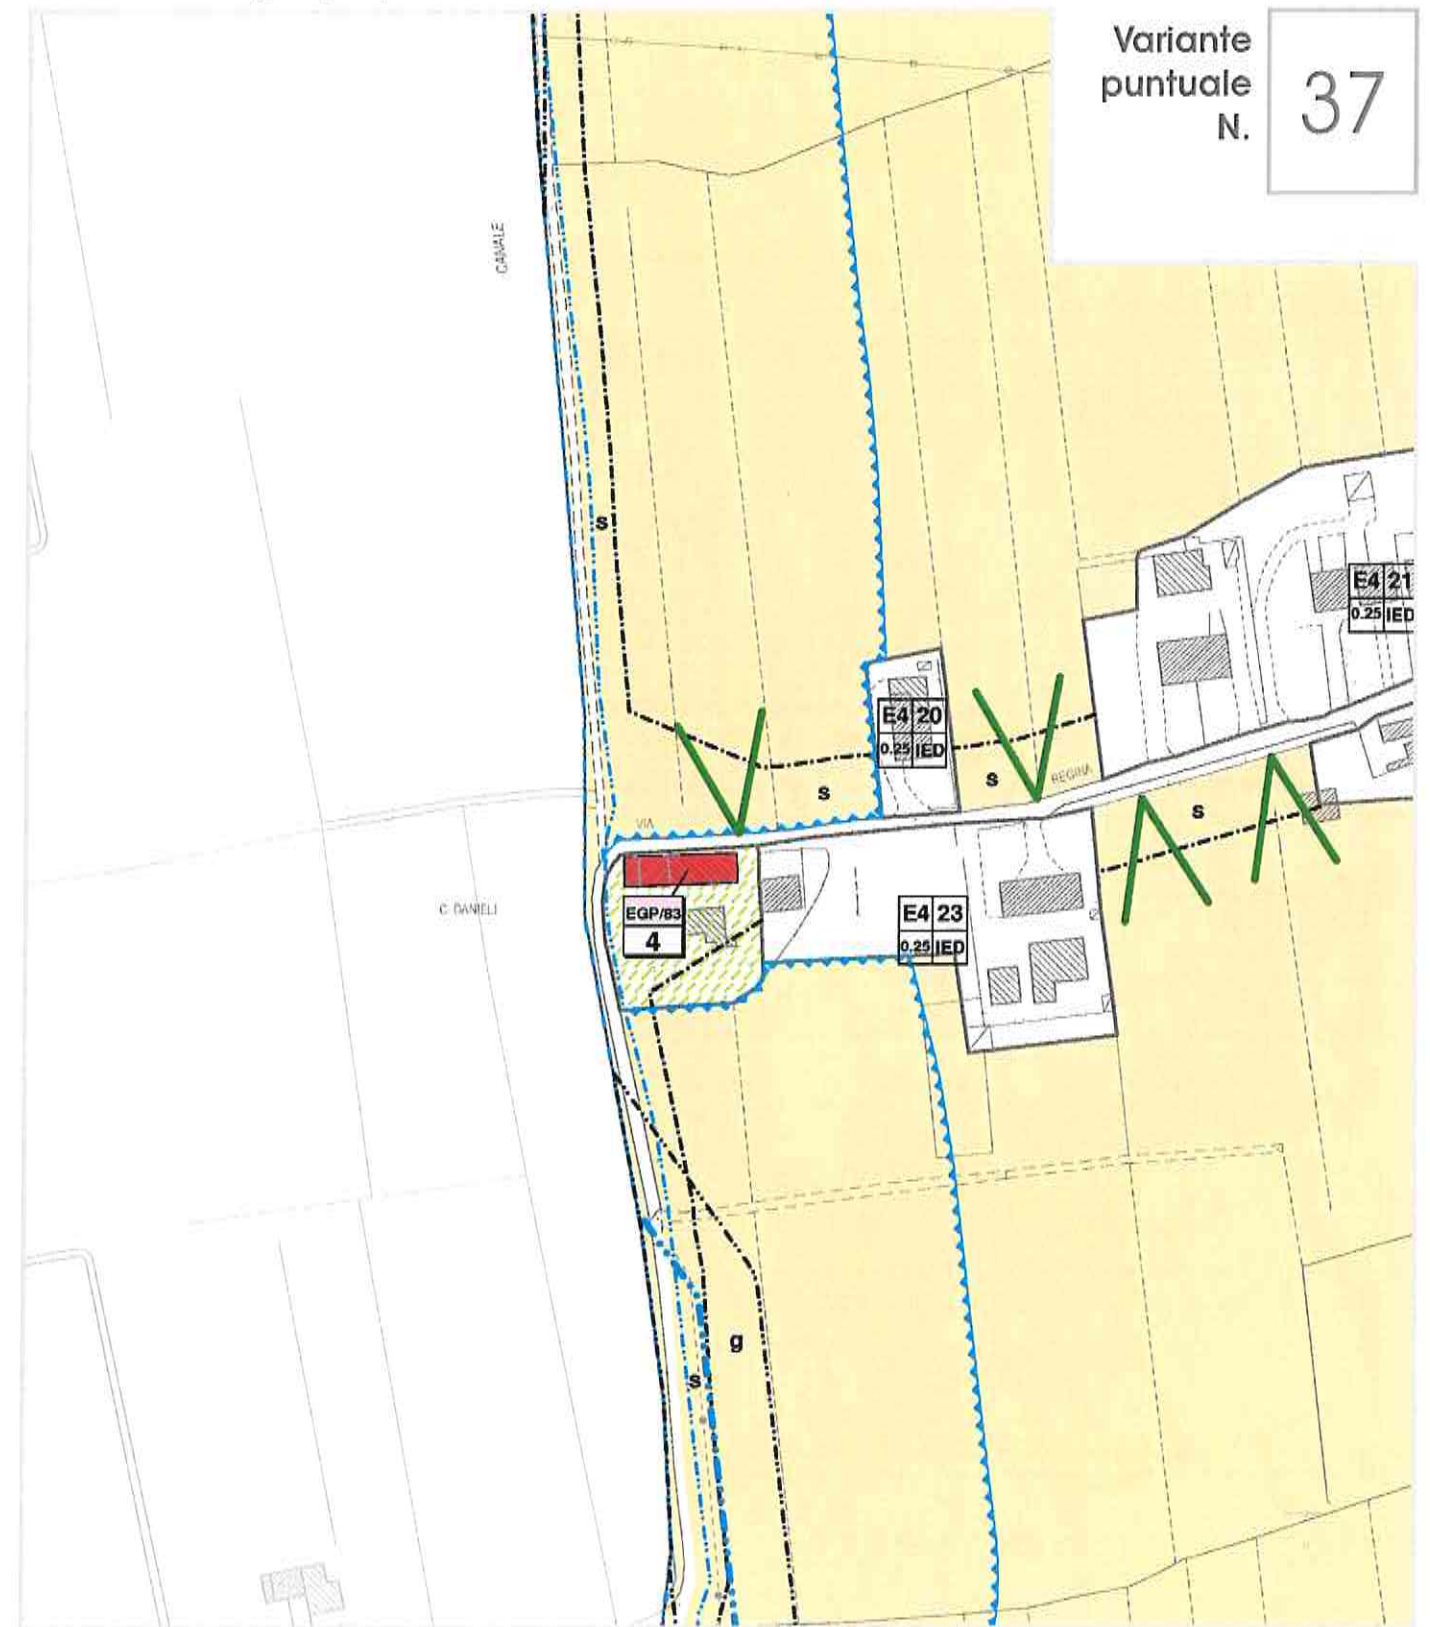 Variante
puntuale
N.
37
CANALE
s
E4 21
0.25 IED
E4 20
0.25 IED
s
s
REGINA
s
VIA
C. DANIELI
EGP/83
4
E4 23
0.25 IED
g
s